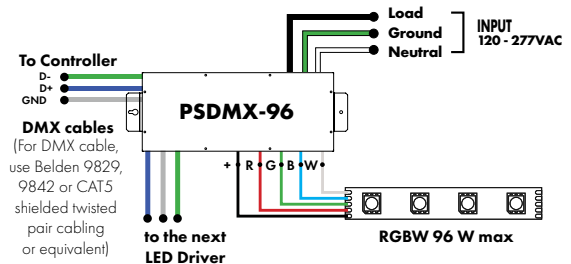 Load
Ground
Neutral
INPUT
120 - 277VAC
To Controller
D-
D+
GND
PSDMX-96
DMX cables
(For DMX cable,
use Belden 9829,
9842 or CAT5
shielded twisted
pair cabling
or equivalent)
+ R G B W
to the next
LED Driver
RGBW 96 W max